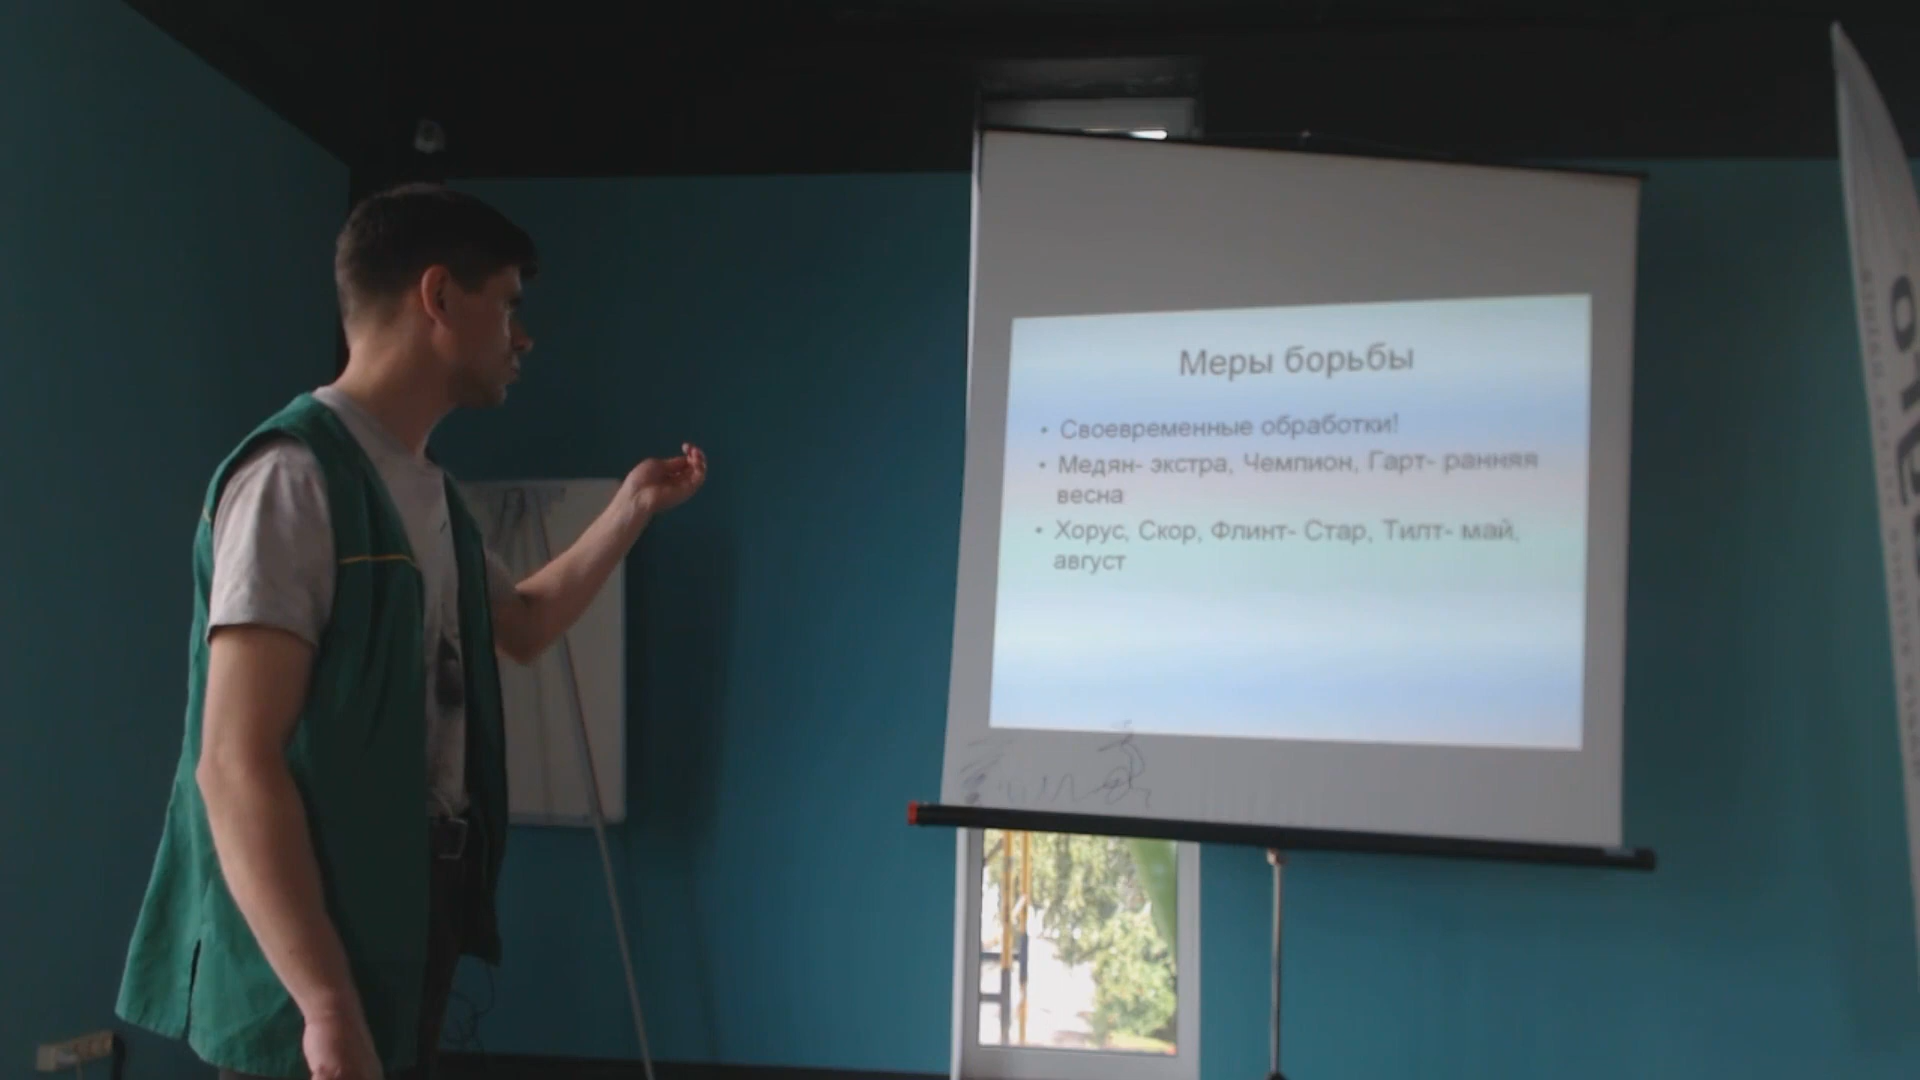 Меры борьбы
• Своевременные обработки!
• Медян- экстра, Чемпион, Гарт- ранняя
весна
• Хорус, Скор, Флинт- Стар, Тилт- май,
август